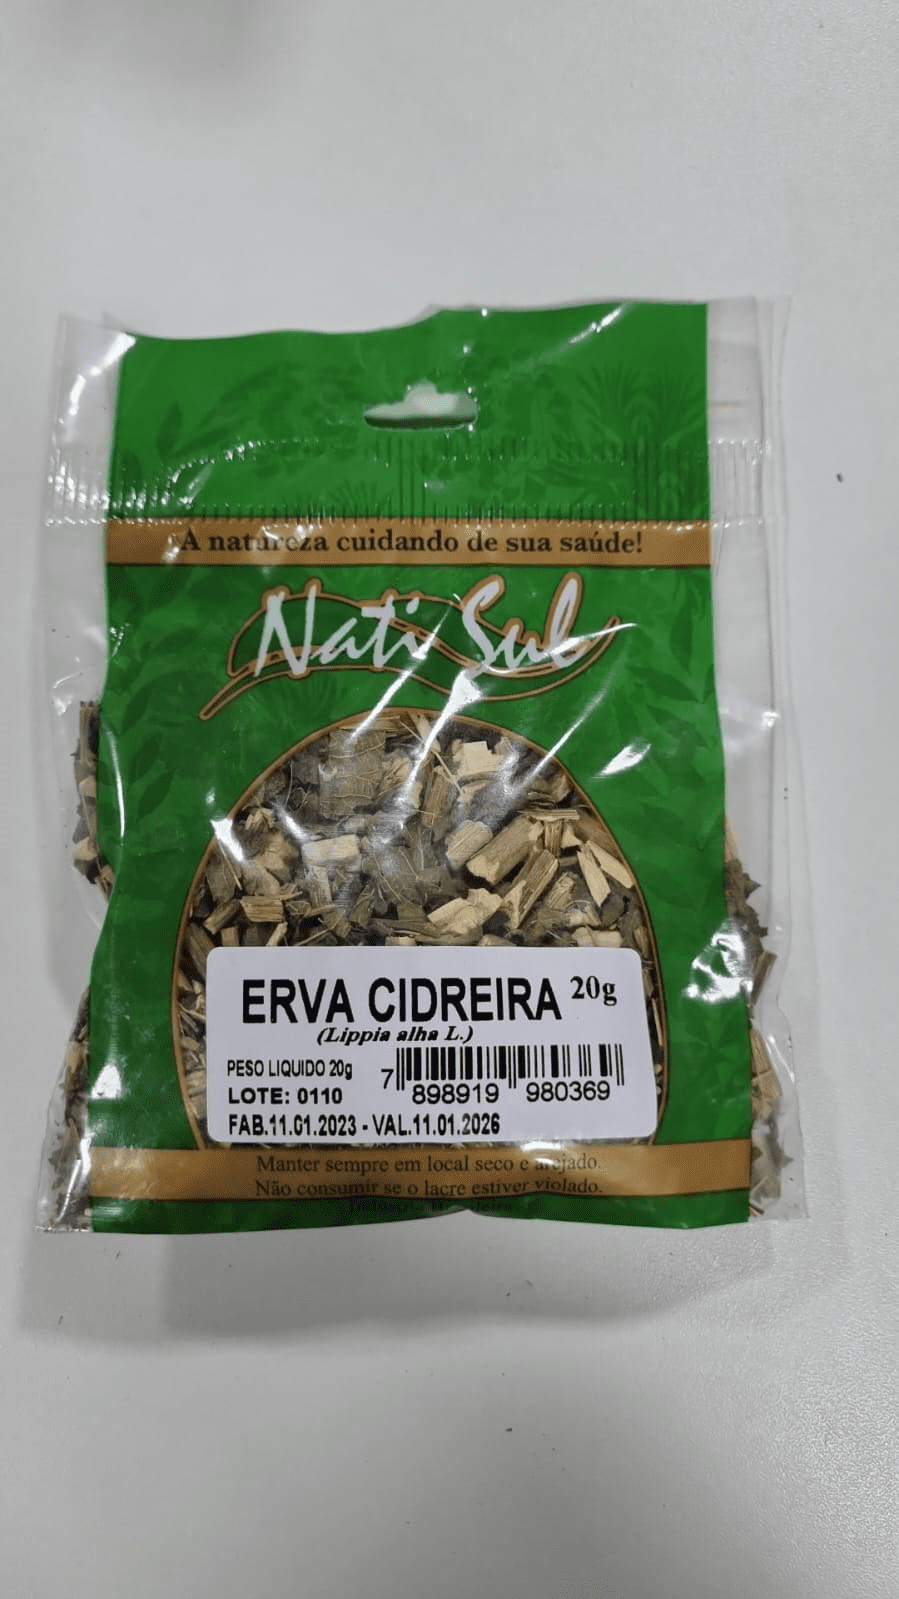 A natureza cuidando de sua saúde!
Nati Sul
ERVA CIDREIRA 20g
(Lippia alha L.)
PESO LIQUIDO 20g
LOTE: 0110
7 898919 980369
FAB.11.01.2023 - VAL.11.01.2026
Manter sempre em local seco e arejado.
Não consumir se o lacre estiver violado.